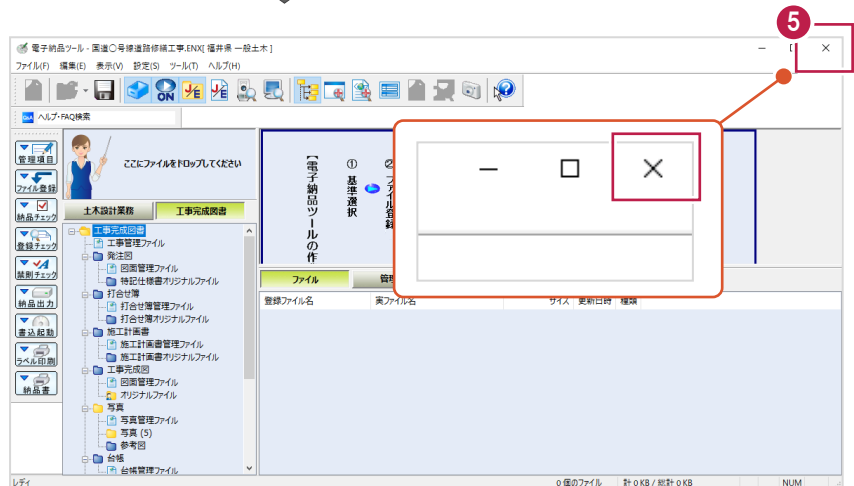 5
電子納品ツール - 国道〇号線道路修繕工事.ENX[ 福井県 一般土木 ]
ファイル(F) 編集(E) 表示(V) 設定(S) ツール(T) ヘルプ(H)
ON
Q&A ヘルプ・FAQ検索
管理項目
ファイル登録
納品チェック
登録チェック
禁則チェック
納品出力
書込起動
ラベル印刷
納品書
ここにファイルをドロップしてください
土木設計業務 工事完成図書
工事完成図書
工事管理ファイル
発注図
図面管理ファイル
特記仕様書オリジナルファイル
打合せ簿
打合せ簿管理ファイル
打合せ簿オリジナルファイル
施工計画書
施工計画書管理ファイル
施工計画書オリジナルファイル
工事完成図
図面管理ファイル
オリジナルファイル
写真
写真管理ファイル
写真 (5)
参考図
台帳
台帳管理ファイル
【電子納品ツールの作
① 基準選択
② ファイル登録
ファイル 管理
登録ファイル名 実ファイル名 サイズ 更新日時 種類
レディ 0 個のファイル 計 0 KB / 総計 0 KB NUM